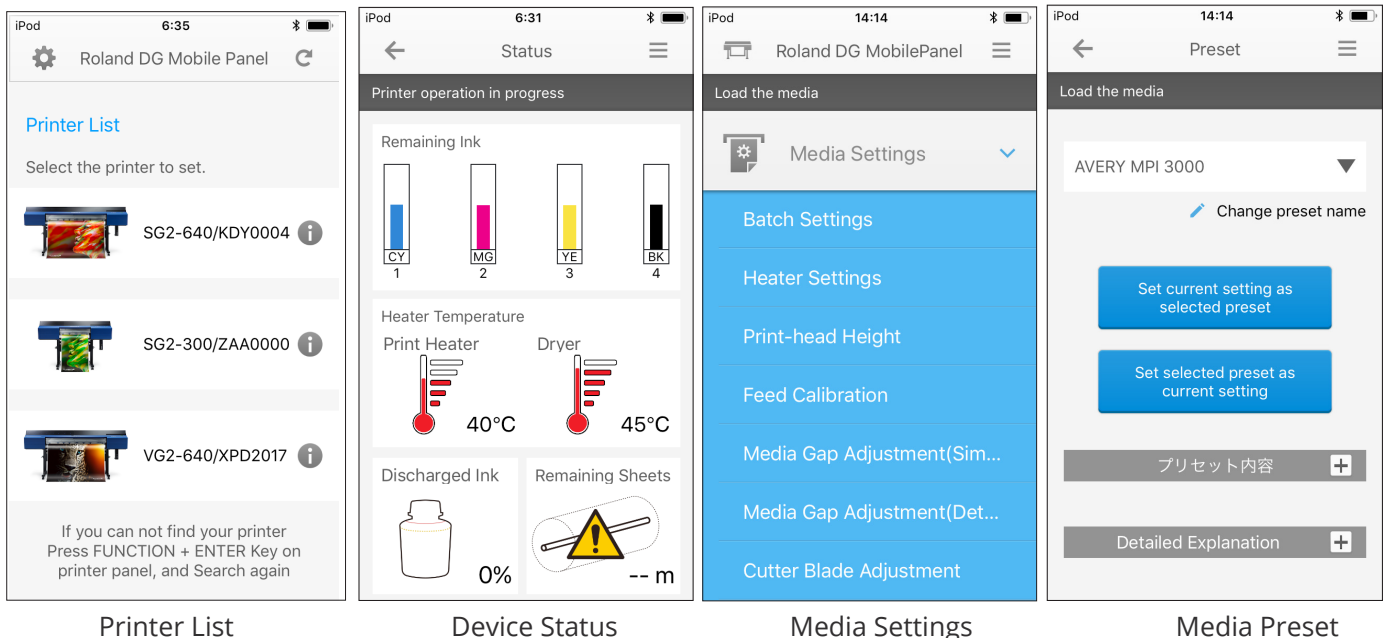 iPod
6:35
Roland DG Mobile Panel
Printer List
Select the printer to set.
SG2-640/KDY0004
SG2-300/ZAA0000
VG2-640/XPD2017
If you can not find your printer
Press FUNCTION + ENTER Key on
printer panel, and Search again
Printer List
iPod
6:31
Status
Printer operation in progress
Remaining Ink
CY
MG
YE
BK
1
2
3
4
Heater Temperature
Print Heater
Dryer
40°C
45°C
Discharged Ink
Remaining Sheets
0%
-- m
Device Status
iPod
14:14
Roland DG MobilePanel
Load the media
Media Settings
Batch Settings
Heater Settings
Print-head Height
Feed Calibration
Media Gap Adjustment(Sim...
Media Gap Adjustment(Det...
Cutter Blade Adjustment
Media Settings
iPod
14:14
Preset
Load the media
AVERY MPI 3000
Change preset name
Set current setting as
selected preset
Set selected preset as
current setting
プリセット内容
Detailed Explanation
Media Preset